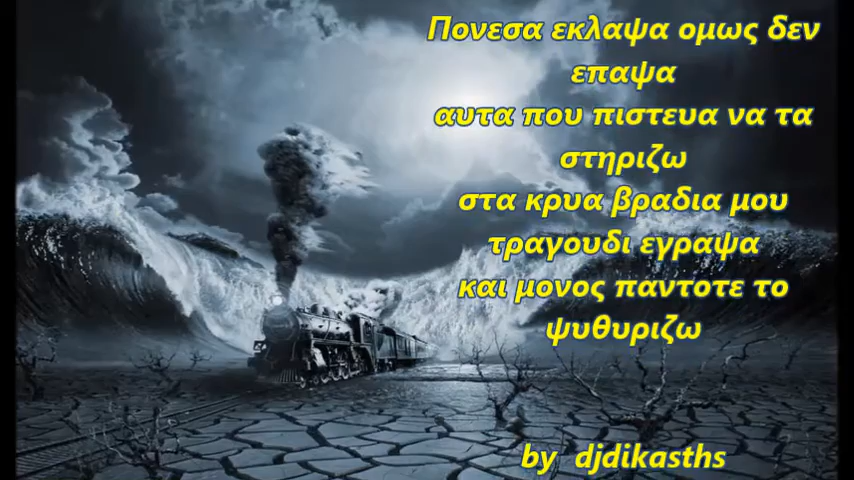 Πονεσα εκλαψα ομως δεν
επαψα
αυτα που πιστευα να τα
στηριζω
στα κρυα βραδια μου
τραγουδι εγραψα
και μονος παντοτε το
ψυθυριζω
by djdikasths